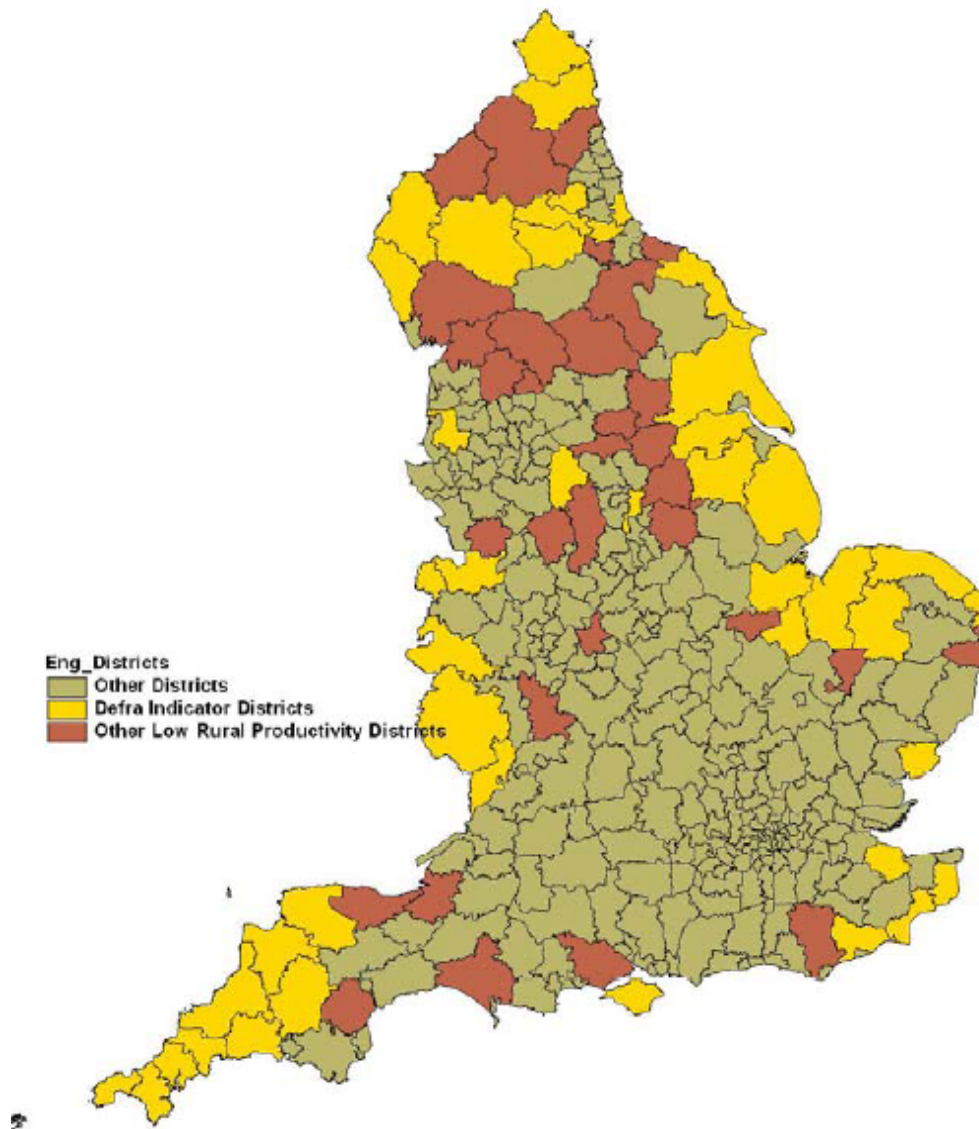 Eng_Districts
Other Districts
Defra Indicator Districts
Other Low Rural Productivity Districts